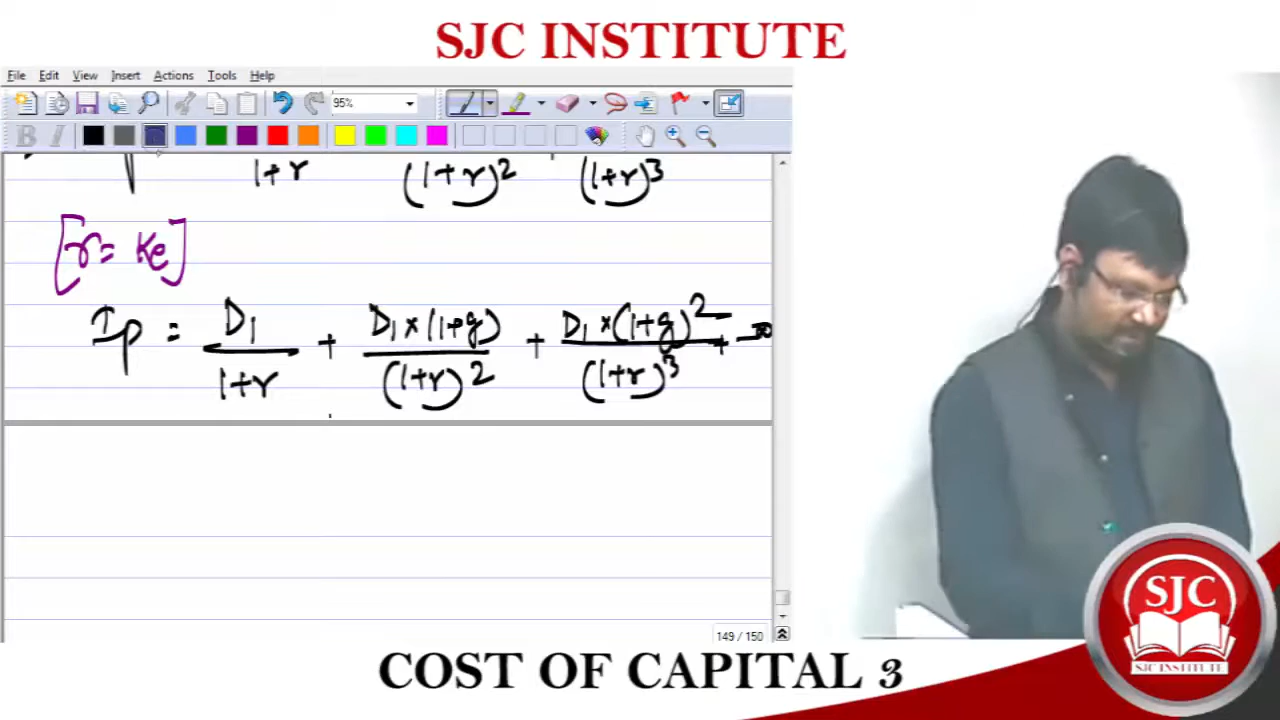 SJC INSTITUTE
File Edit View Insert Actions Tools Help
95%
B I
1+r (1+r)^2 (1+r)^3
[r = Ke]
Ip = D1/(1+r) + D1×(1+g)/(1+r)^2 + D1×(1+g)^2/(1+r)^3 + —∞
149 / 150
SJC
SJC INSTITUTE
COST OF CAPITAL 3